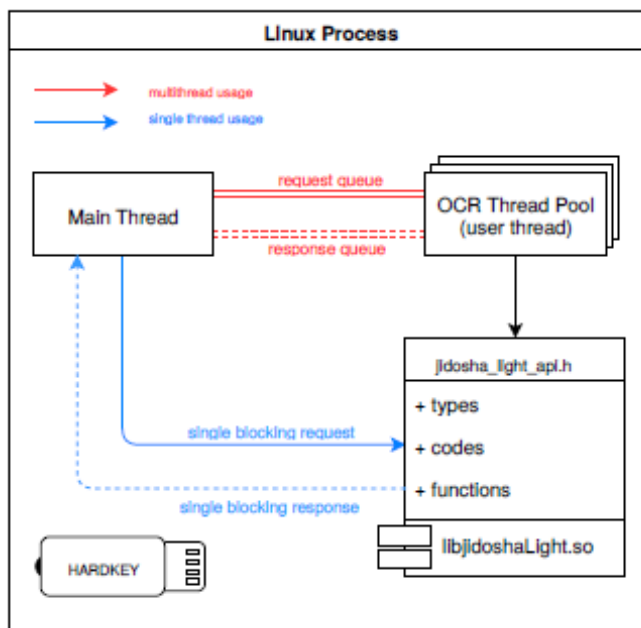 Linux Process
multithread usage
single thread usage
request queue
Main Thread
OCR Thread Pool
(user thread)
response queue
jidosha_light_api.h
+ types
single blocking request
+ codes
+ functions
single blocking response
libjidoshaLight.so
HARDKEY